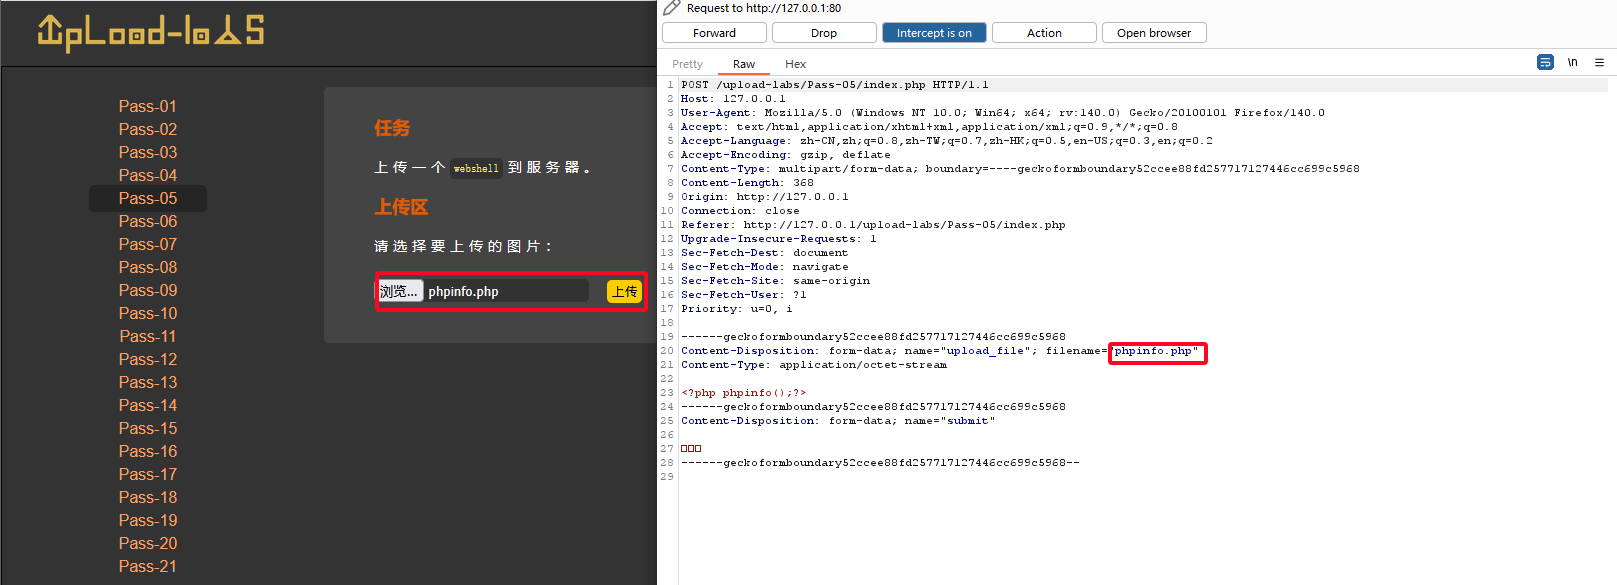 UpLoad-labS
Pass-01
Pass-02
Pass-03
Pass-04
Pass-05
Pass-06
Pass-07
Pass-08
Pass-09
Pass-10
Pass-11
Pass-12
Pass-13
Pass-14
Pass-15
Pass-16
Pass-17
Pass-18
Pass-19
Pass-20
Pass-21
任务
上传一个 webshell 到服务器。
上传区
请选择要上传的图片：
浏览... phpinfo.php 上传
Request to http://127.0.0.1:80
Forward Drop Intercept is on Action Open browser
Pretty Raw Hex \n
1 POST /upload-labs/Pass-05/index.php HTTP/1.1
2 Host: 127.0.0.1
3 User-Agent: Mozilla/5.0 (Windows NT 10.0; Win64; x64; rv:140.0) Gecko/20100101 Firefox/140.0
4 Accept: text/html,application/xhtml+xml,application/xml;q=0.9,*/*;q=0.8
5 Accept-Language: zh-CN,zh;q=0.8,zh-TW;q=0.7,zh-HK;q=0.5,en-US;q=0.3,en;q=0.2
6 Accept-Encoding: gzip, deflate
7 Content-Type: multipart/form-data; boundary=----geckoformboundary52ccee88fd257717127446cc699c5968
8 Content-Length: 368
9 Origin: http://127.0.0.1
10 Connection: close
11 Referer: http://127.0.0.1/upload-labs/Pass-05/index.php
12 Upgrade-Insecure-Requests: 1
13 Sec-Fetch-Dest: document
14 Sec-Fetch-Mode: navigate
15 Sec-Fetch-Site: same-origin
16 Sec-Fetch-User: ?1
17 Priority: u=0, i
18
19 ------geckoformboundary52ccee88fd257717127446cc699c5968
20 Content-Disposition: form-data; name="upload_file"; filename="phpinfo.php"
21 Content-Type: application/octet-stream
22
23 <?php phpinfo();?>
24 ------geckoformboundary52ccee88fd257717127446cc699c5968
25 Content-Disposition: form-data; name="submit"
26
27 □□□
28 ------geckoformboundary52ccee88fd257717127446cc699c5968--
29